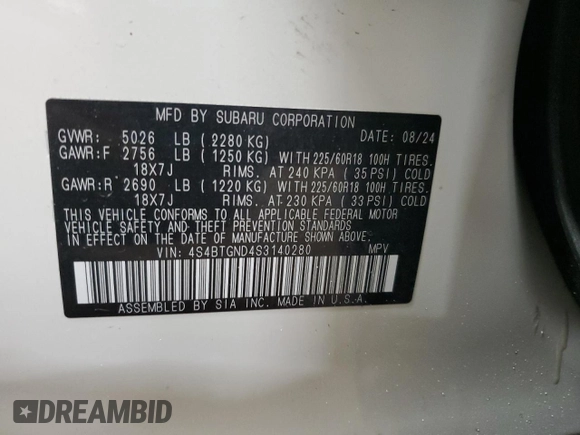 MFD BY SUBARU CORPORATION
GVWR: 5026 LB (2280 KG) DATE: 08/24
GAWR:F 2756 LB (1250 KG) WITH 225/60R18 100H TIRES.
18X7J RIMS. AT 240 KPA (35 PSI) COLD
GAWR:R 2690 LB (1220 KG) WITH 225/60R18 100H TIRES.
18X7J RIMS. AT 230 KPA (33 PSI) COLD
THIS VEHICLE CONFORMS TO ALL APPLICABLE FEDERAL MOTOR
VEHICLE SAFETY AND THEFT PREVENTION STANDARDS
IN EFFECT ON THE DATE OF MANUFACTURE SHOWN ABOVE.
VIN: 4S4BTGND4S3140280 MPV
ASSEMBLED BY SIA INC. MADE IN U.S.A.
DREAMBID